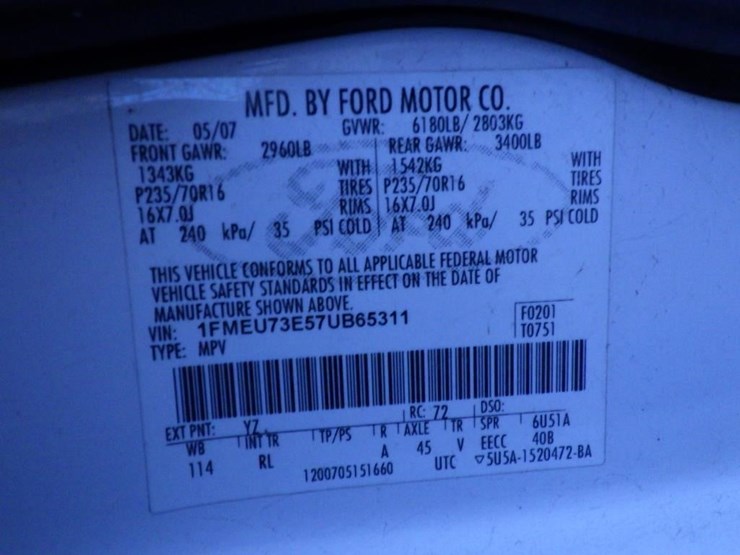 MFD. BY FORD MOTOR CO.
DATE: 05/07 GVWR: 6180LB/ 2803KG
FRONT GAWR: 2960LB REAR GAWR: 3400LB
1343KG WITH 1542KG WITH
P235/70R16 TIRES P235/70R16 TIRES
16X7.0J RIMS 16X7.0J RIMS
AT 240 kPa/ 35 PSI COLD AT 240 kPa/ 35 PSI COLD
Ford
THIS VEHICLE CONFORMS TO ALL APPLICABLE FEDERAL MOTOR
VEHICLE SAFETY STANDARDS IN EFFECT ON THE DATE OF
MANUFACTURE SHOWN ABOVE.
VIN: 1FMEU73E57UB65311 F0201
TYPE: MPV T0751
EXT PNT: YZ RC: 72 DSO:
WB INT TR TP/PS R AXLE TR SPR 6U51A
114 RL A 45 V EECC 40B
1200705151660 UTC ▽5U5A-1520472-BA